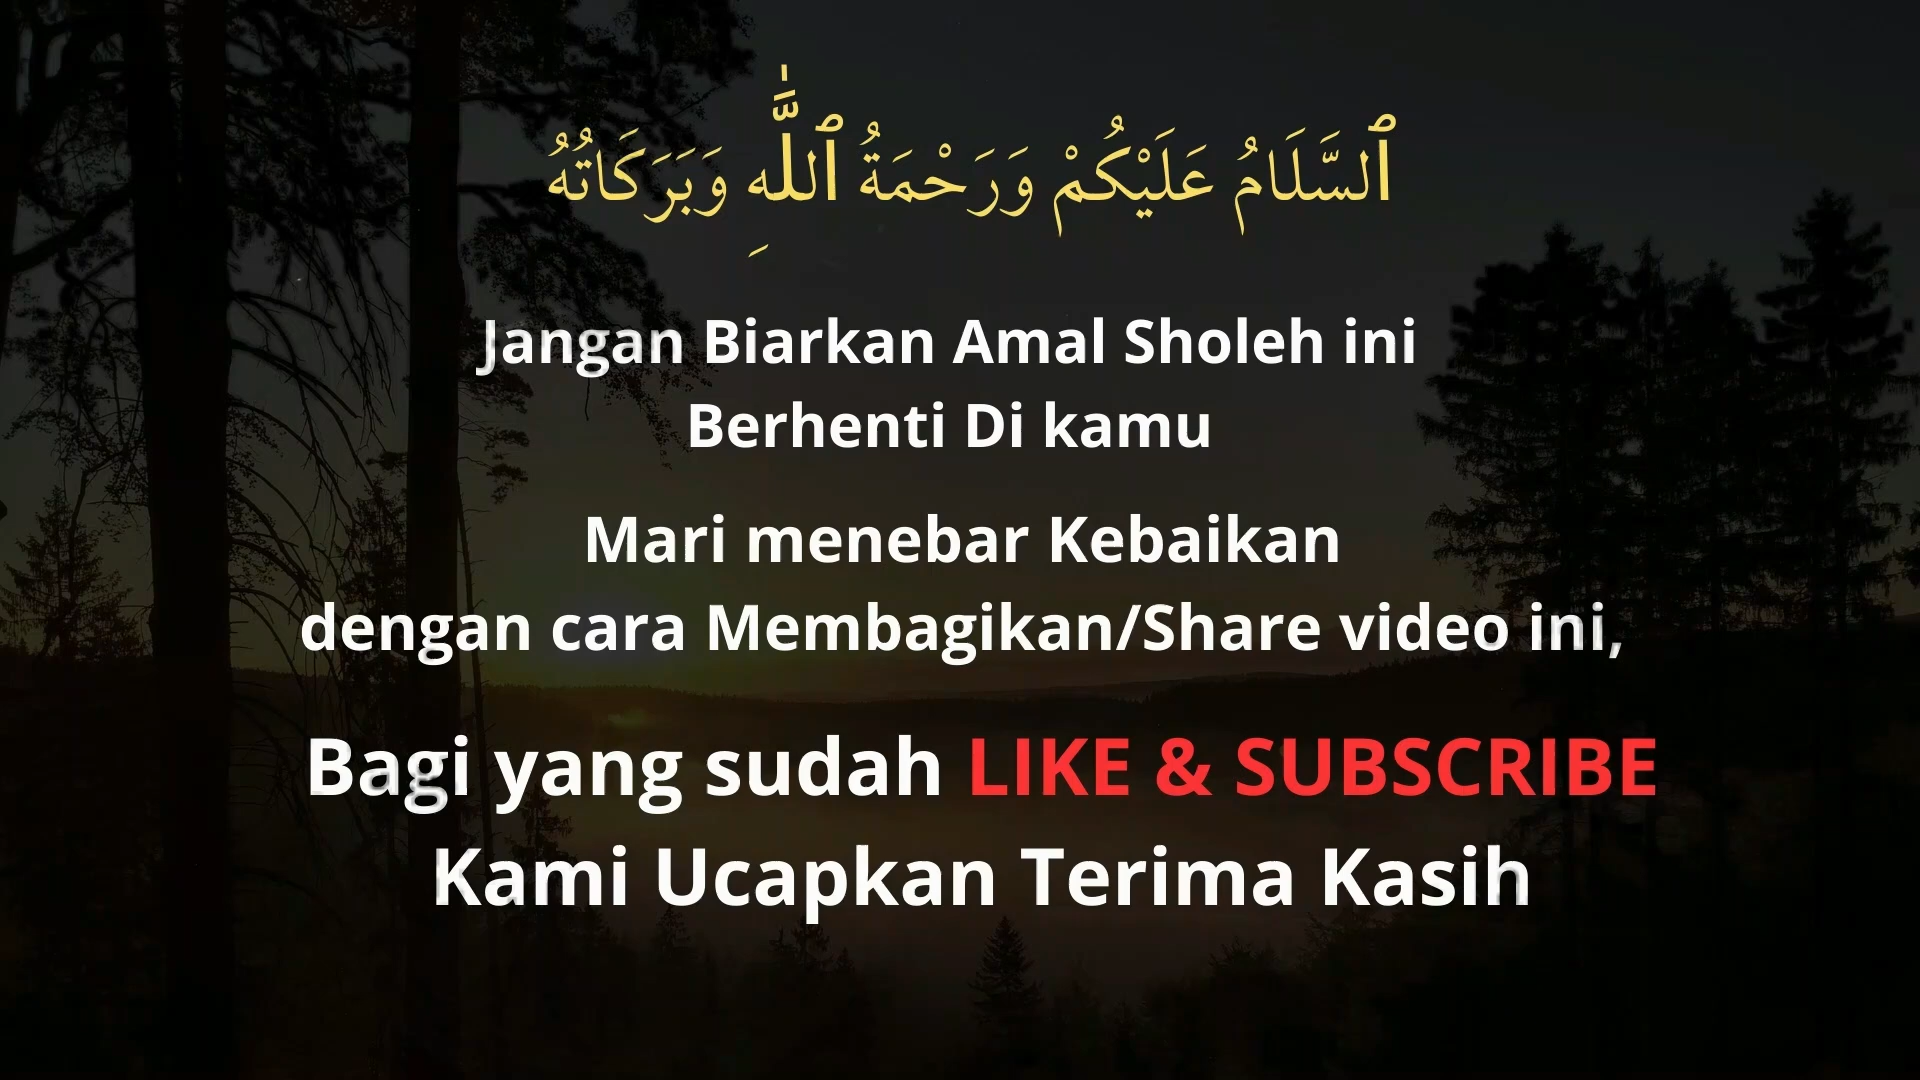 ٱلسَّلَامُ عَلَيْكُمْ وَرَحْمَةُ ٱللَّٰهِ وَبَرَكَاتُهُ
Jangan Biarkan Amal Sholeh ini
Berhenti Di kamu
Mari menebar Kebaikan
dengan cara Membagikan/Share video ini,
Bagi yang sudah LIKE & SUBSCRIBE
Kami Ucapkan Terima Kasih